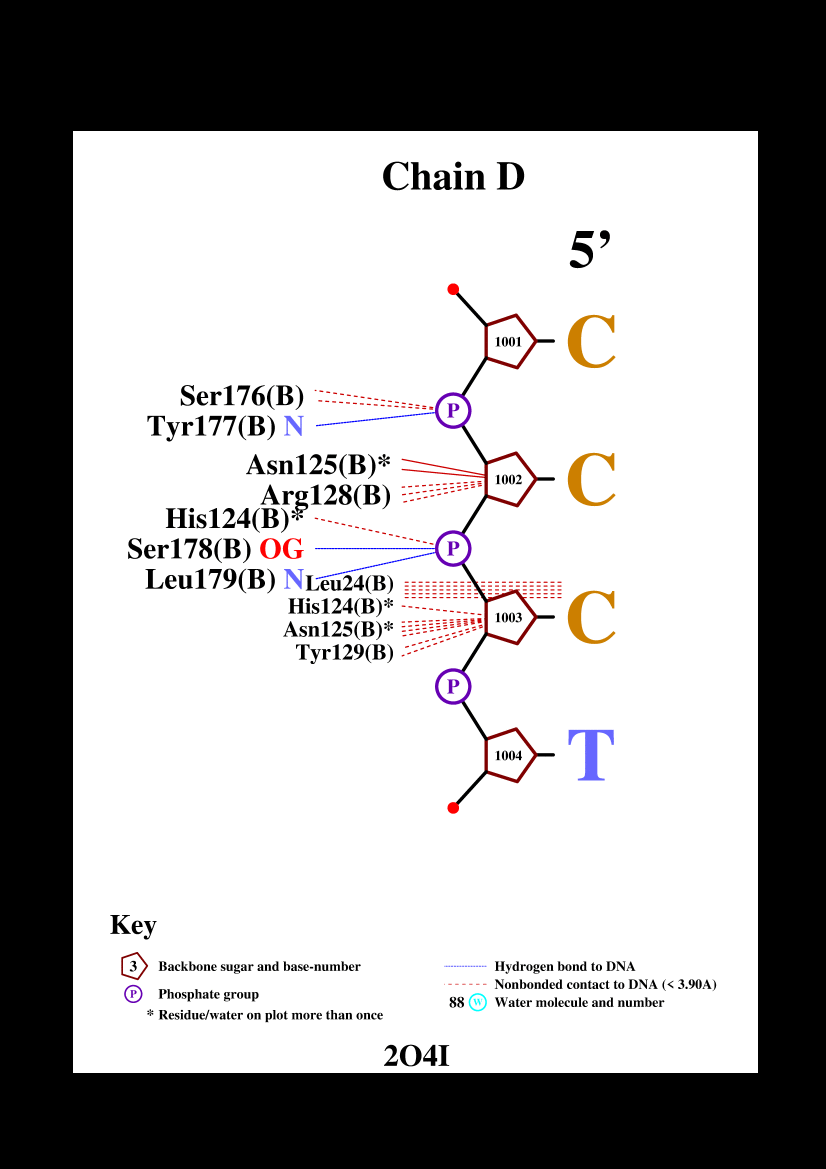 Chain D
5’
1001 C
Ser176(B)
P
Tyr177(B) N
Asn125(B)*
1002 C
Arg128(B)
His124(B)*
Ser178(B) OG
P
Leu179(B) N
Leu24(B)
His124(B)*
1003 C
Asn125(B)*
Tyr129(B)
P
1004 T
Key
3 Backbone sugar and base-number
P Phosphate group
* Residue/water on plot more than once
Hydrogen bond to DNA
Nonbonded contact to DNA (< 3.90A)
88 W Water molecule and number
2O4I